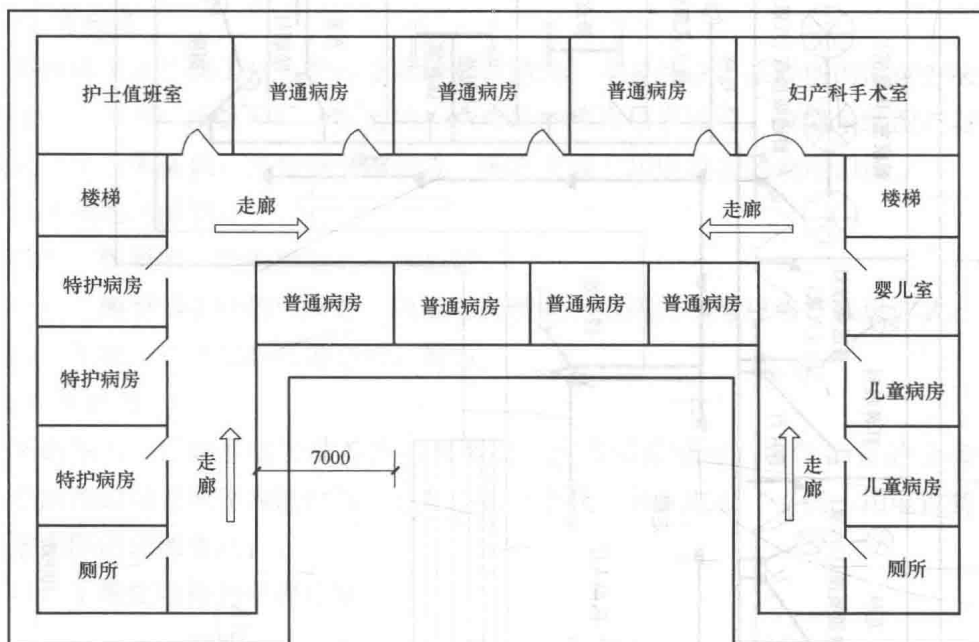 护士值班室
普通病房
普通病房
普通病房
妇产科手术室
楼梯
走廊
走廊
楼梯
特护病房
婴儿室
普通病房
普通病房
普通病房
普通病房
特护病房
儿童病房
特护病房
走廊
7000
走廊
儿童病房
厕所
厕所